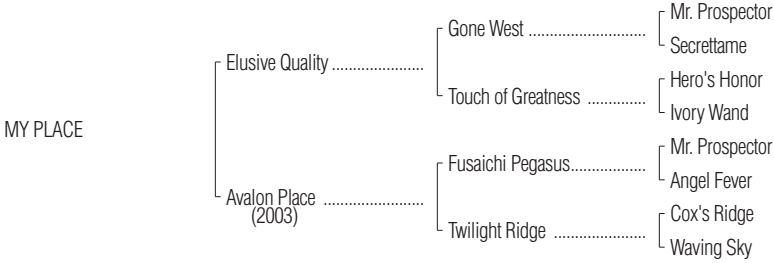 Mr. Prospector
Gone West ............................
Secrettame
Elusive Quality ......................
Hero's Honor
Touch of Greatness ..............
Ivory Wand
MY PLACE
Mr. Prospector
Fusaichi Pegasus..................
Angel Fever
Avalon Place ........................
(2003)
Cox's Ridge
Twilight Ridge ......................
Waving Sky